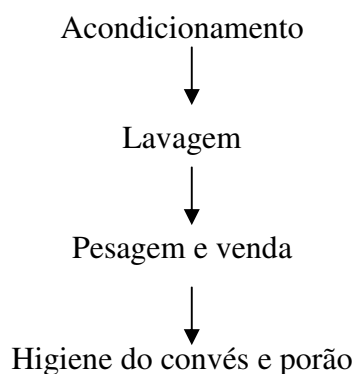 Acondicionamento
Lavagem
Pesagem e venda
Higiene do convés e porão